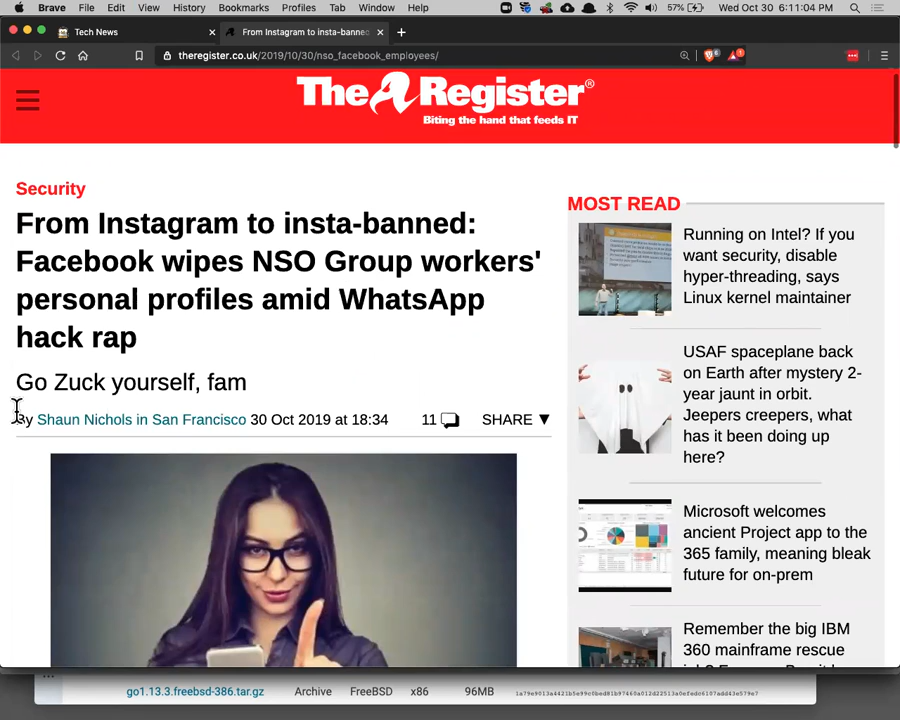 Brave File Edit View History Bookmarks Profiles Tab Window Help 57% Wed Oct 30 6:11:04 PM
Tech News
From Instagram to insta-banned
theregister.co.uk/2019/10/30/nso_facebook_employees/
The Register®
Biting the hand that feeds IT
Security
From Instagram to insta-banned:
Facebook wipes NSO Group workers'
personal profiles amid WhatsApp
hack rap
Go Zuck yourself, fam
By Shaun Nichols in San Francisco 30 Oct 2019 at 18:34 11 SHARE ▼
MOST READ
Running on Intel? If you
want security, disable
hyper-threading, says
Linux kernel maintainer
USAF spaceplane back
on Earth after mystery 2-
year jaunt in orbit.
Jeepers creepers, what
has it been doing up
here?
Microsoft welcomes
ancient Project app to the
365 family, meaning bleak
future for on-prem
Remember the big IBM
360 mainframe rescue
go1.13.3.freebsd-386.tar.gz Archive FreeBSD x86 96MB